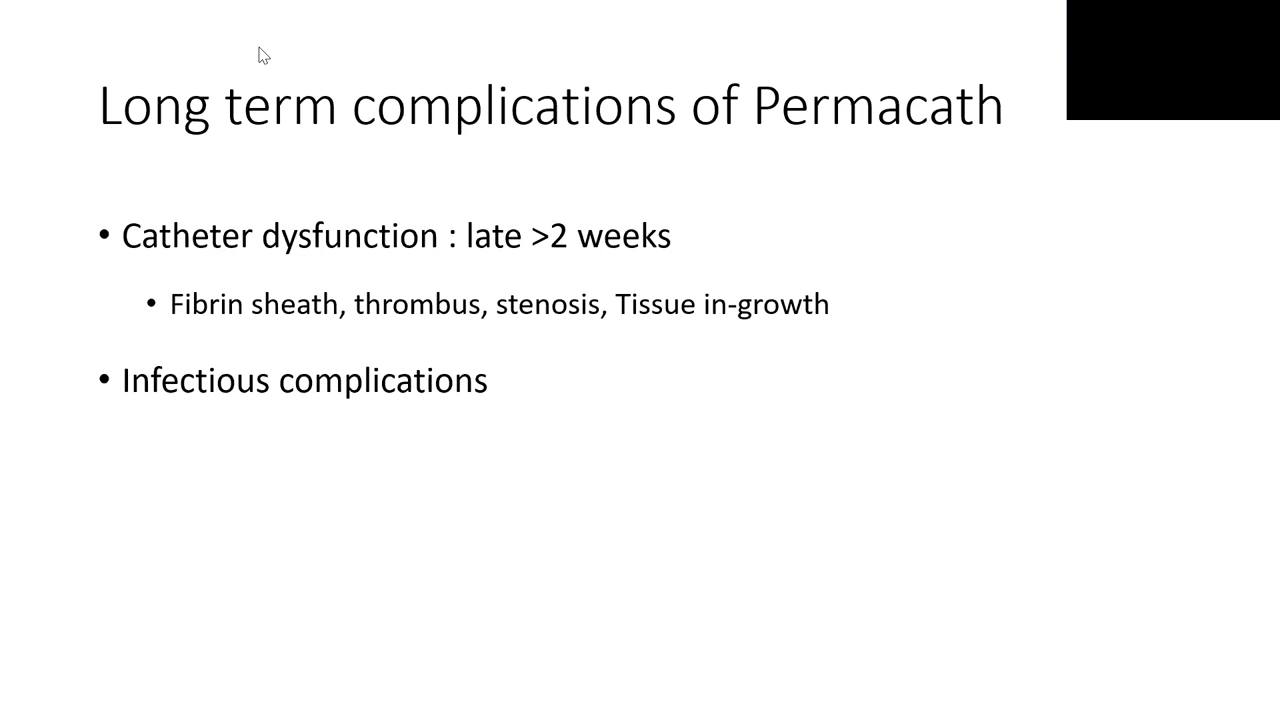 Long term complications of Permacath
• Catheter dysfunction : late >2 weeks
• Fibrin sheath, thrombus, stenosis, Tissue in-growth
• Infectious complications